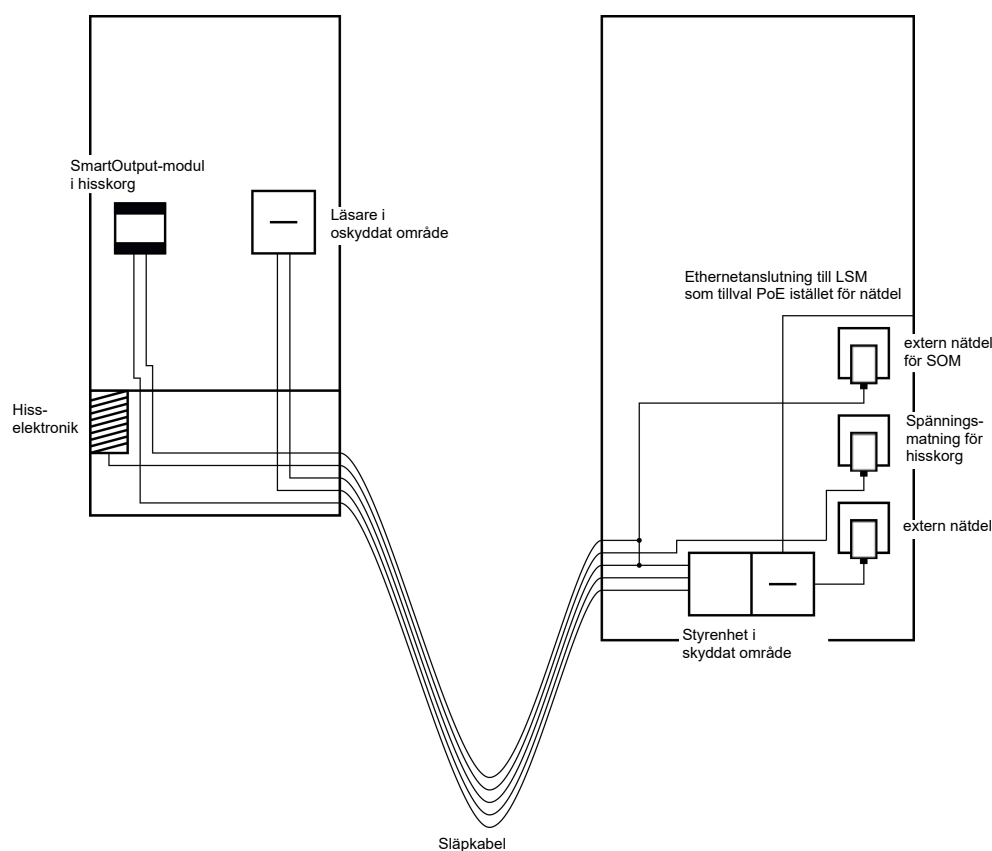 SmartOutput-modul
i hisskorg
Läsare i
oskyddat område
Hiss-
elektronik
Ethernetanslutning till LSM
som tillval PoE istället för nätdel
extern nätdel
för SOM
Spännings-
matning för
hisskorg
extern nätdel
Styrenhet i
skyddat område
Släpkabel